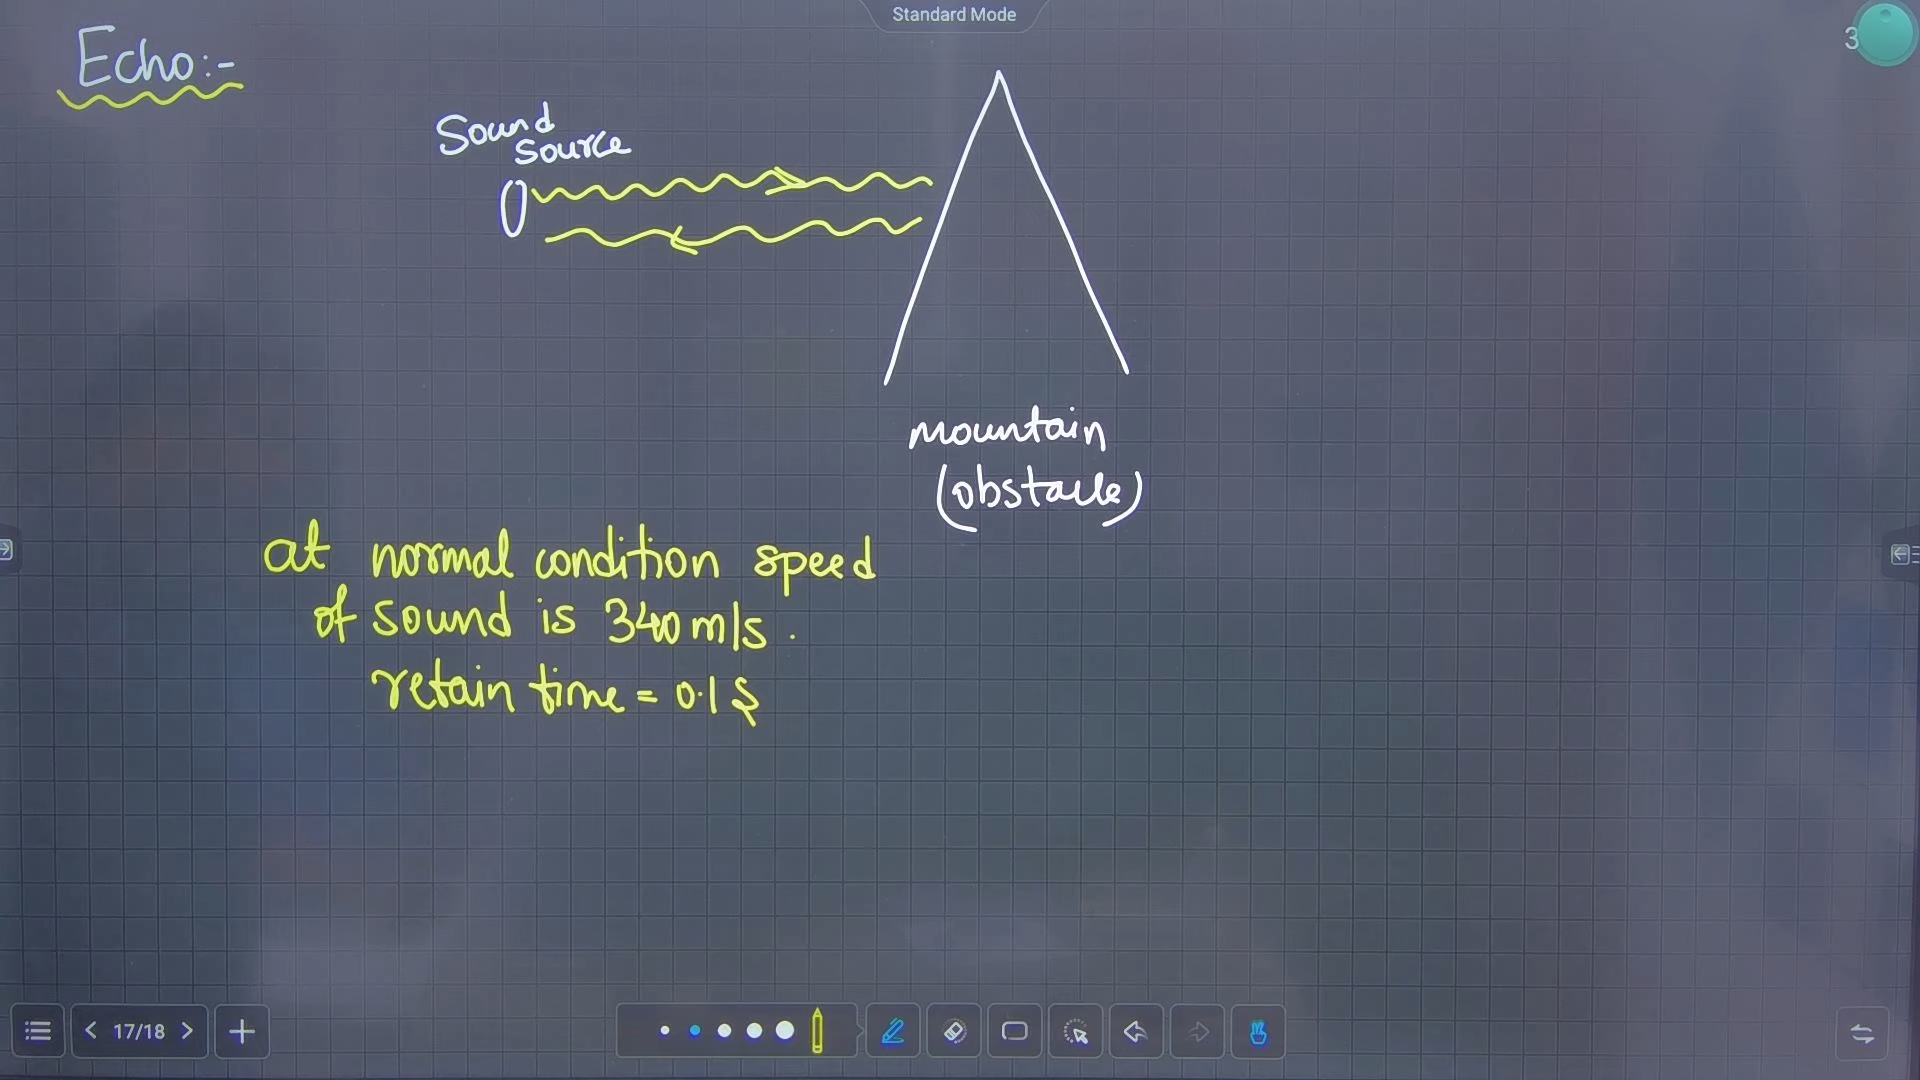 Standard Mode
3
Echo:-
Sound
source
mountain
(obstacle)
at normal condition speed
of sound is 340 m/s.
retain time = 0.1 s
17/18